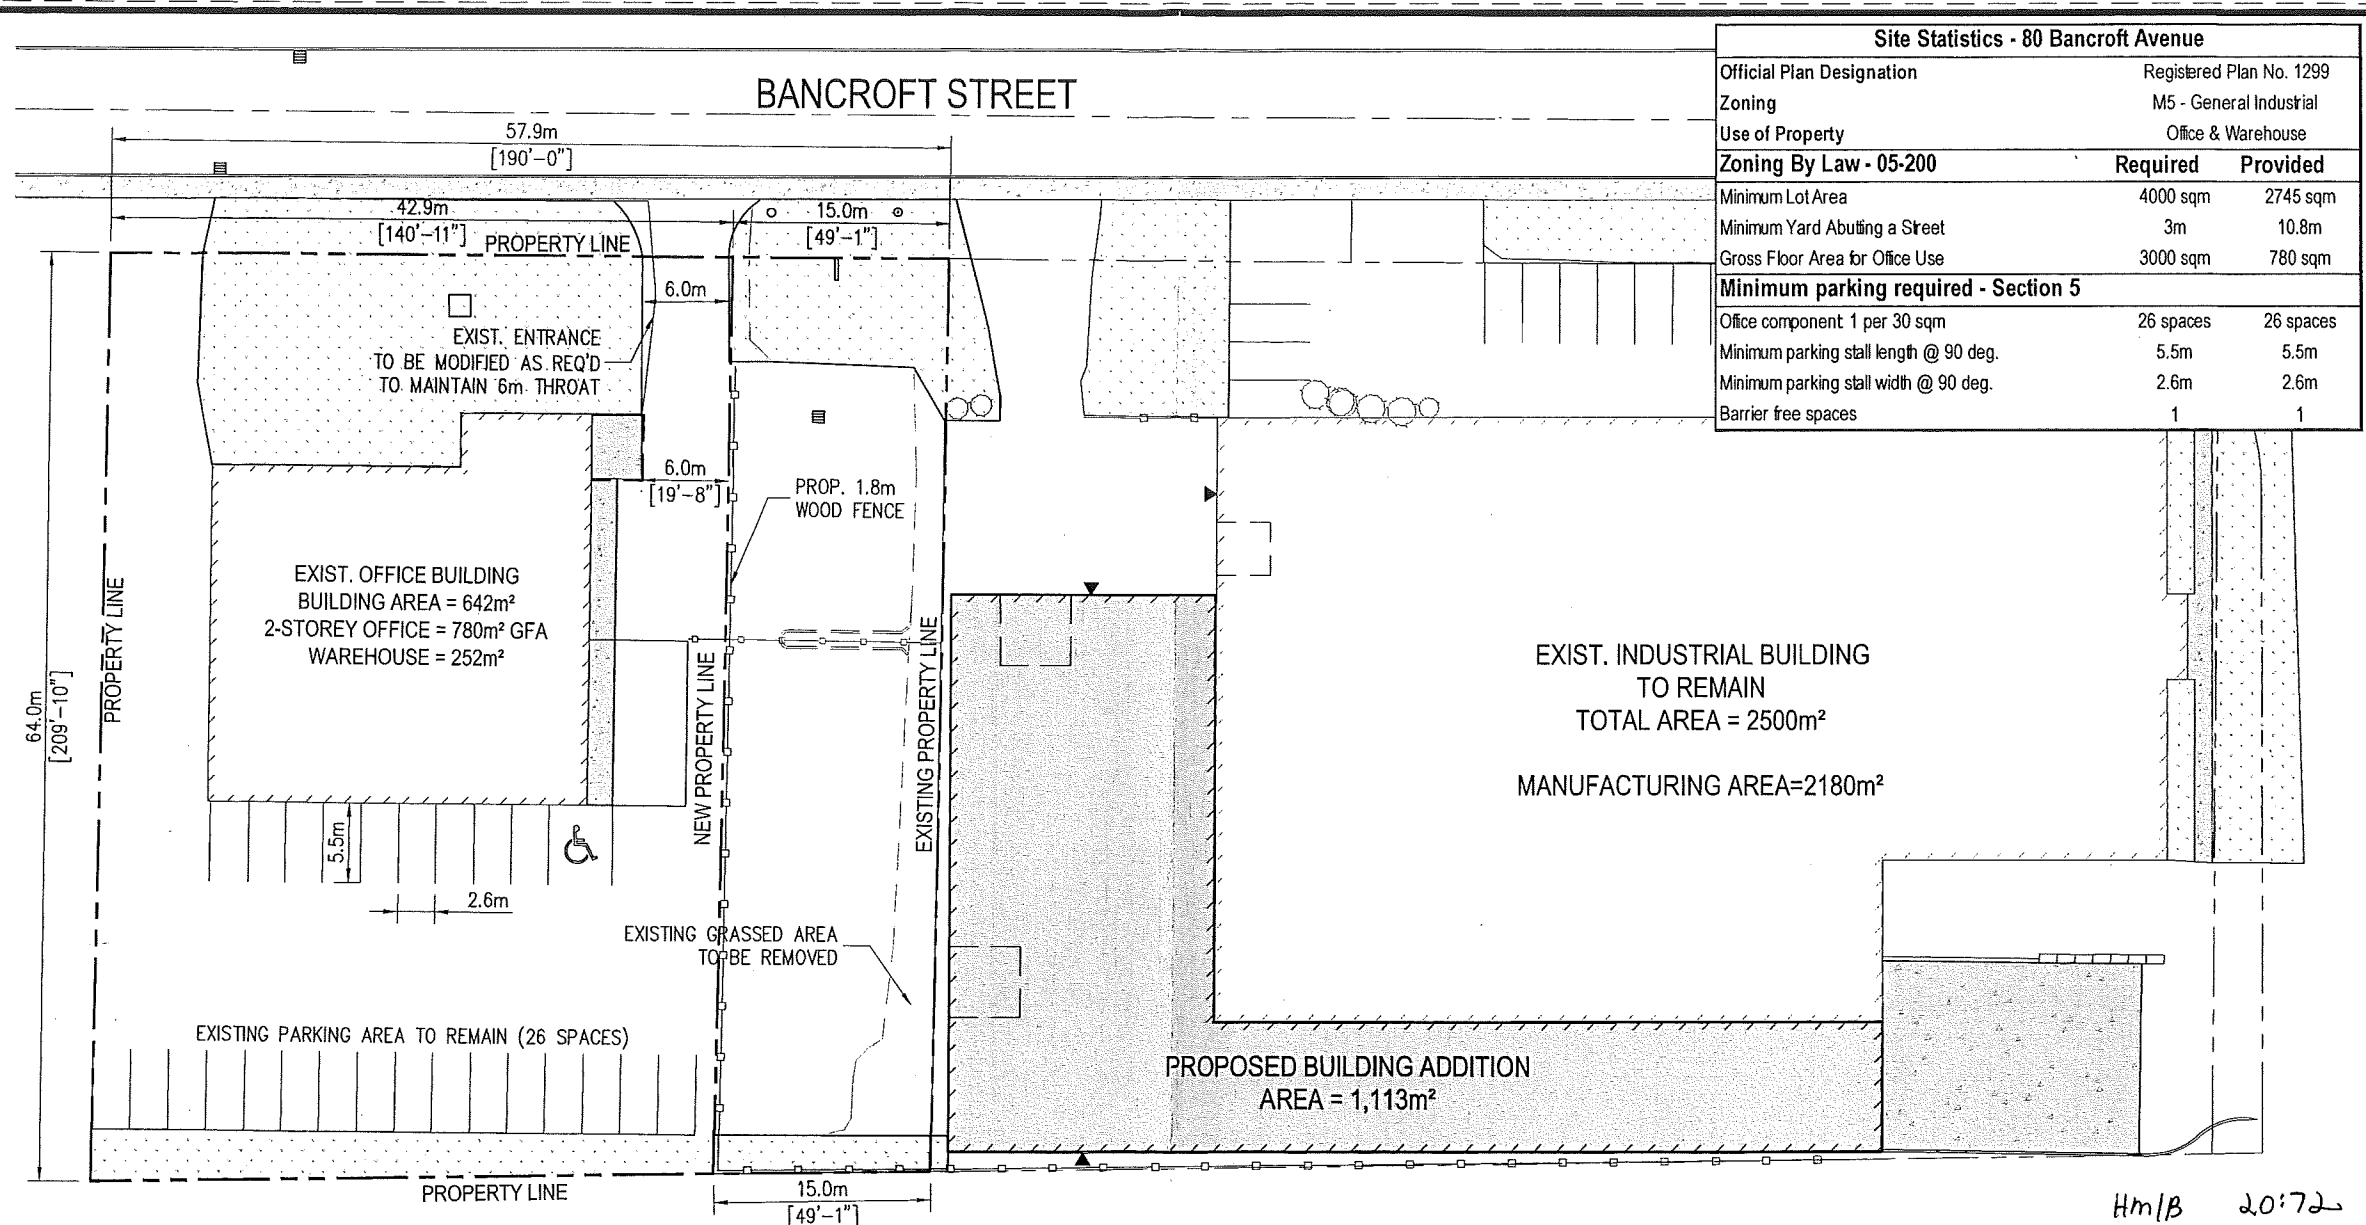 BANCROFT STREET
57.9m
[190'-0"]
42.9m
[140'-11"]
15.0m
[49'-1"]
PROPERTY LINE
6.0m
EXIST. ENTRANCE
TO BE MODIFIED AS REQ'D
TO MAINTAIN 6m THROAT
6.0m
[19'-8"]
PROP. 1.8m
WOOD FENCE
EXIST. OFFICE BUILDING
BUILDING AREA = 642m²
2-STOREY OFFICE = 780m² GFA
WAREHOUSE = 252m²
PROPERTY LINE
64.0m
[209'-10"]
NEW PROPERTY LINE
EXISTING PROPERTY LINE
5.5m
2.6m
EXISTING GRASSED AREA
TO BE REMOVED
EXISTING PARKING AREA TO REMAIN (26 SPACES)
PROPERTY LINE
15.0m
[49'-1"]
EXIST. INDUSTRIAL BUILDING
TO REMAIN
TOTAL AREA = 2500m²
MANUFACTURING AREA=2180m²
PROPOSED BUILDING ADDITION
AREA = 1,113m²
Site Statistics - 80 Bancroft Avenue
Official Plan Designation Registered Plan No. 1299
Zoning M5 - General Industrial
Use of Property Office & Warehouse
Zoning By Law - 05-200 Required Provided
Minimum Lot Area 4000 sqm 2745 sqm
Minimum Yard Abutting a Street 3m 10.8m
Gross Floor Area for Office Use 3000 sqm 780 sqm
Minimum parking required - Section 5
Office component 1 per 30 sqm 26 spaces 26 spaces
Minimum parking stall length @ 90 deg. 5.5m 5.5m
Minimum parking stall width @ 90 deg. 2.6m 2.6m
Barrier free spaces 1 1
Hm/B 20:72